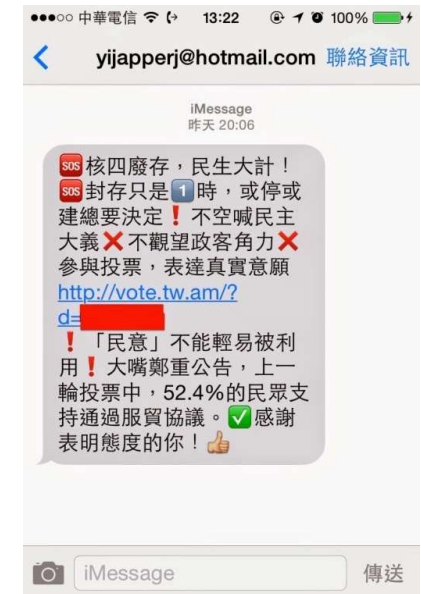 中華電信 13:22 100%
yijapperj@hotmail.com 聯絡資訊
iMessage
昨天 20:06
🆘核四廢存，民生大計！
🆘封存只是1️⃣時，或停或
建總要決定❗不空喊民主
大義❌不觀望政客角力❌
參與投票，表達真實意願
http://vote.tw.am/?
d=
❗「民意」不能輕易被利
用❗大嘴鄭重公告，上一
輪投票中，52.4%的民眾支
持通過服貿協議。✅感謝
表明態度的你！👍
iMessage 傳送